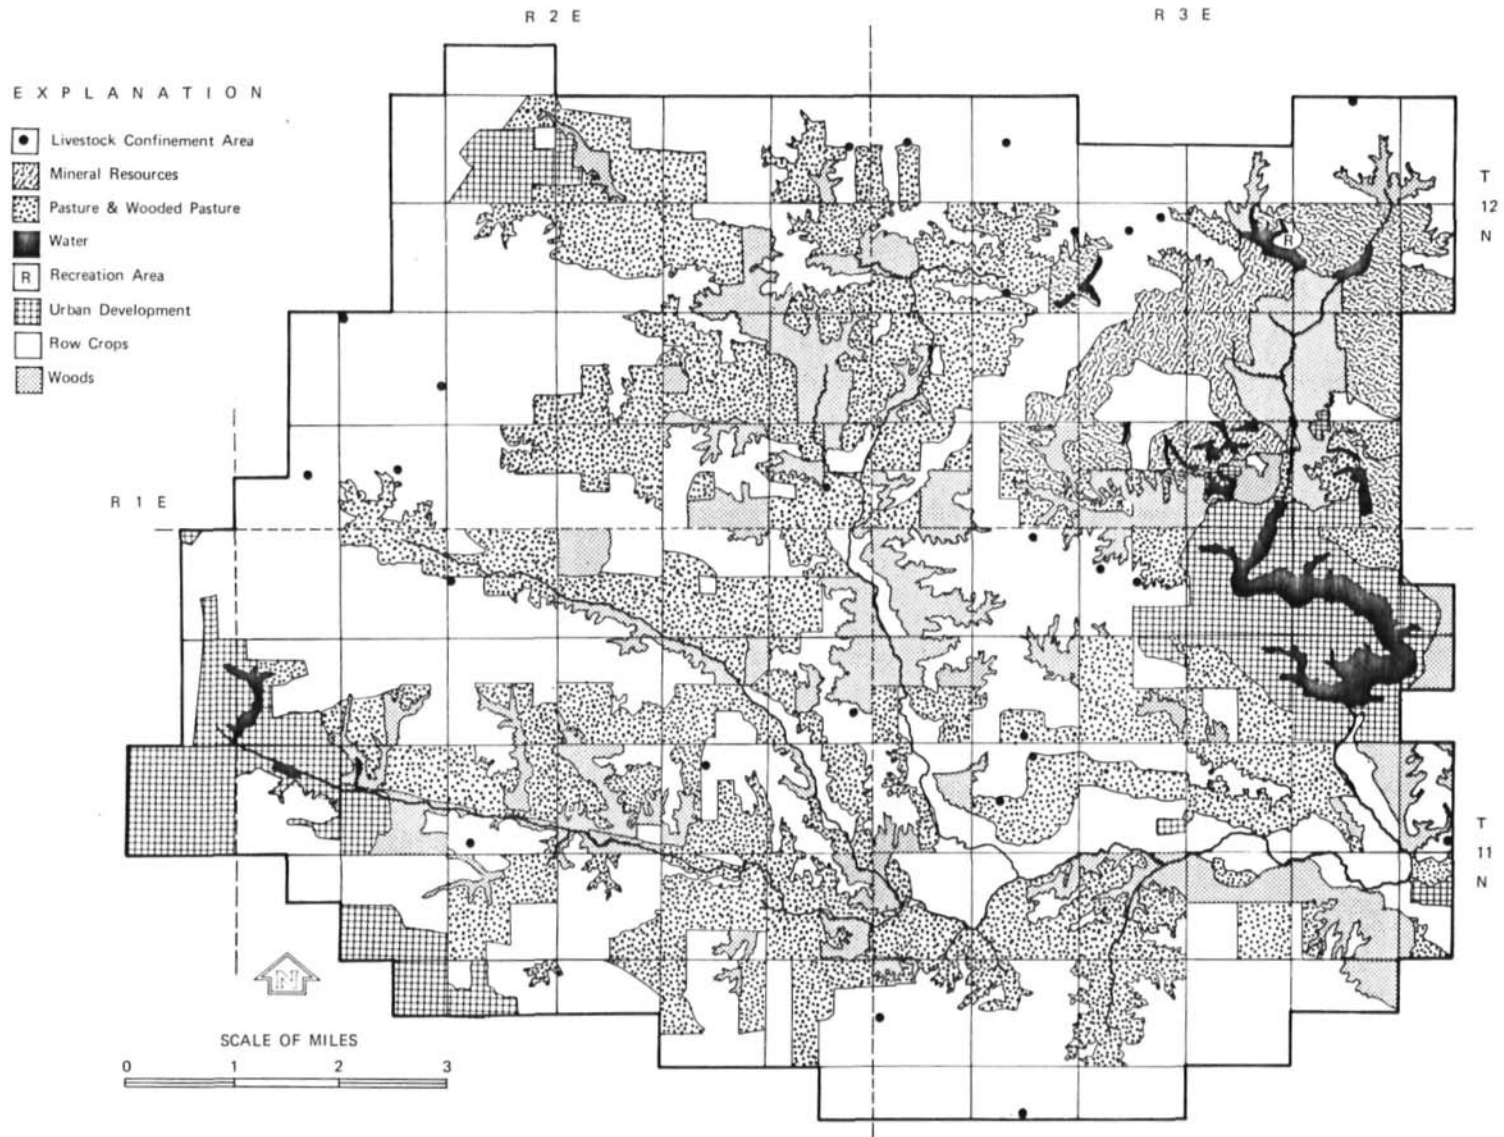 R 2 E
R 3 E
E X P L A N A T I O N
Livestock Confinement Area
Mineral Resources
Pasture & Wooded Pasture
Water
R Recreation Area
Urban Development
Row Crops
Woods
T
12
N
R
R 1 E
T
11
N
N
SCALE OF MILES
0 1 2 3